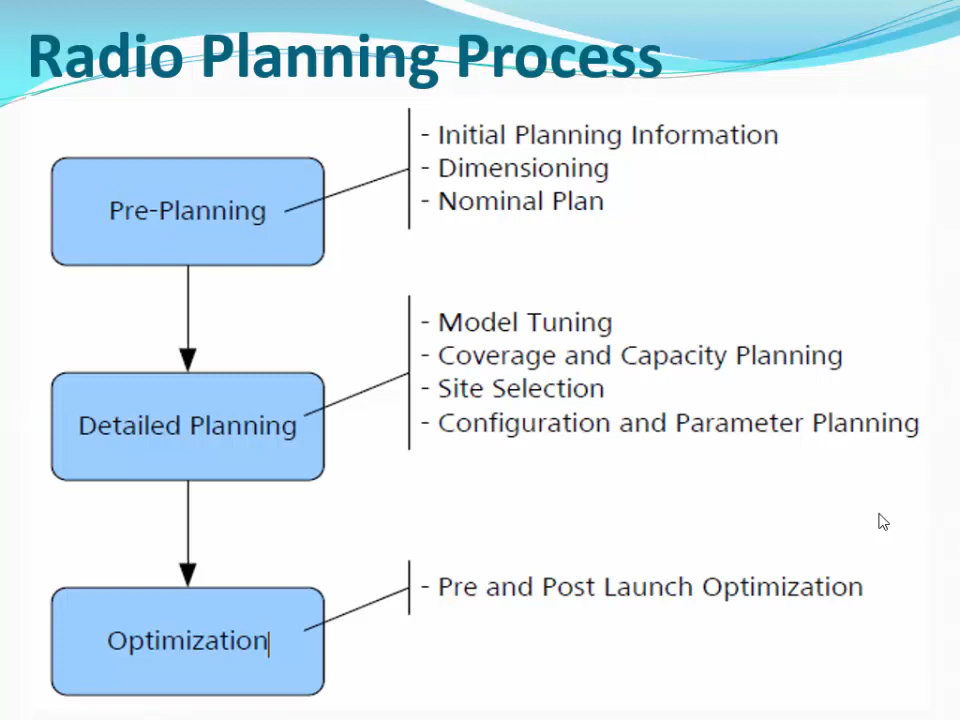 Radio Planning Process
Pre-Planning
- Initial Planning Information
- Dimensioning
- Nominal Plan
Detailed Planning
- Model Tuning
- Coverage and Capacity Planning
- Site Selection
- Configuration and Parameter Planning
Optimization
- Pre and Post Launch Optimization